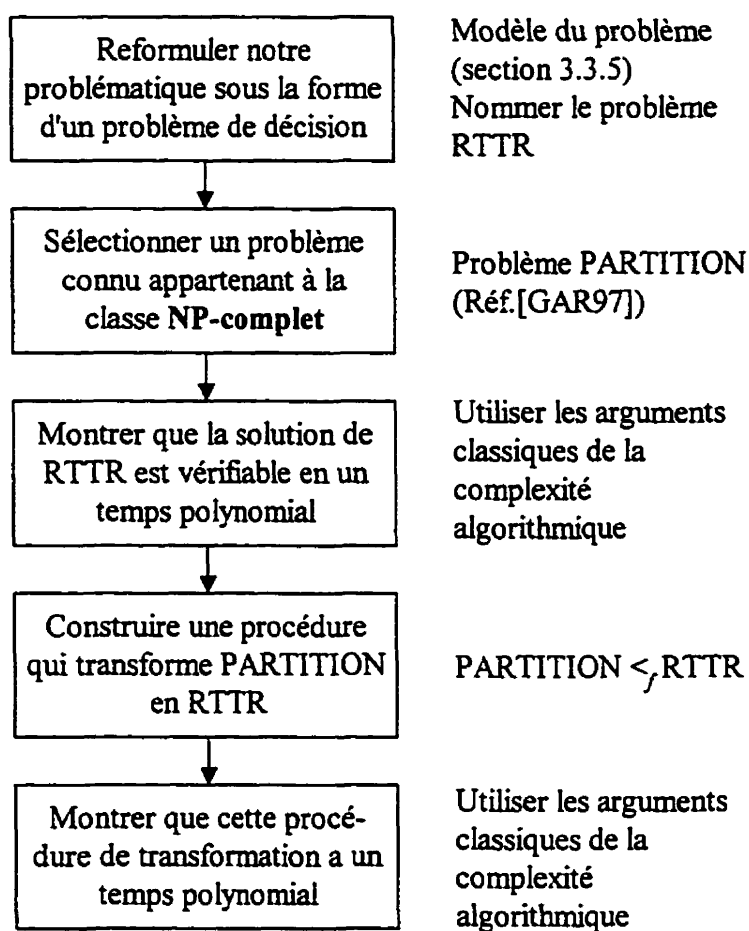 Reformuler notre
problématique sous la forme
d'un problème de décision
Modèle du problème
(section 3.3.5)
Nommer le problème
RTTR
Sélectionner un problème
connu appartenant à la
classe NP-complet
Problème PARTITION
(Réf.[GAR97])
Montrer que la solution de
RTTR est vérifiable en un
temps polynomial
Utiliser les arguments
classiques de la
complexité
algorithmique
Construire une procédure
qui transforme PARTITION
en RTTR
PARTITION <f RTTR
Montrer que cette procé-
dure de transformation a un
temps polynomial
Utiliser les arguments
classiques de la
complexité
algorithmique